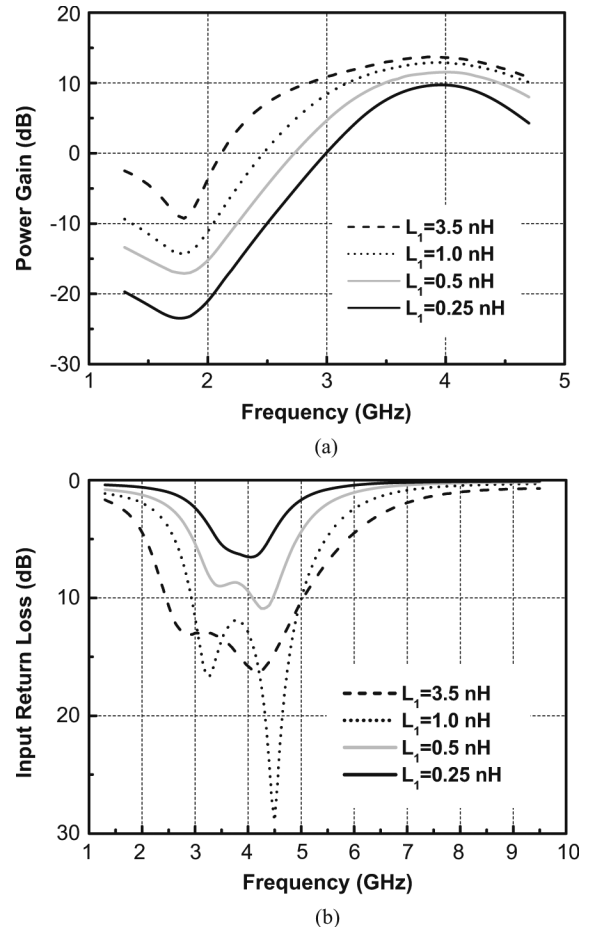 20
10
0
-10
-20
-30
Power Gain (dB)
L1=3.5 nH
L1=1.0 nH
L1=0.5 nH
L1=0.25 nH
1 2 3 4 5
Frequency (GHz)
(a)
0
10
20
30
Input Return Loss (dB)
L1=3.5 nH
L1=1.0 nH
L1=0.5 nH
L1=0.25 nH
1 2 3 4 5 6 7 8 9 10
Frequency (GHz)
(b)